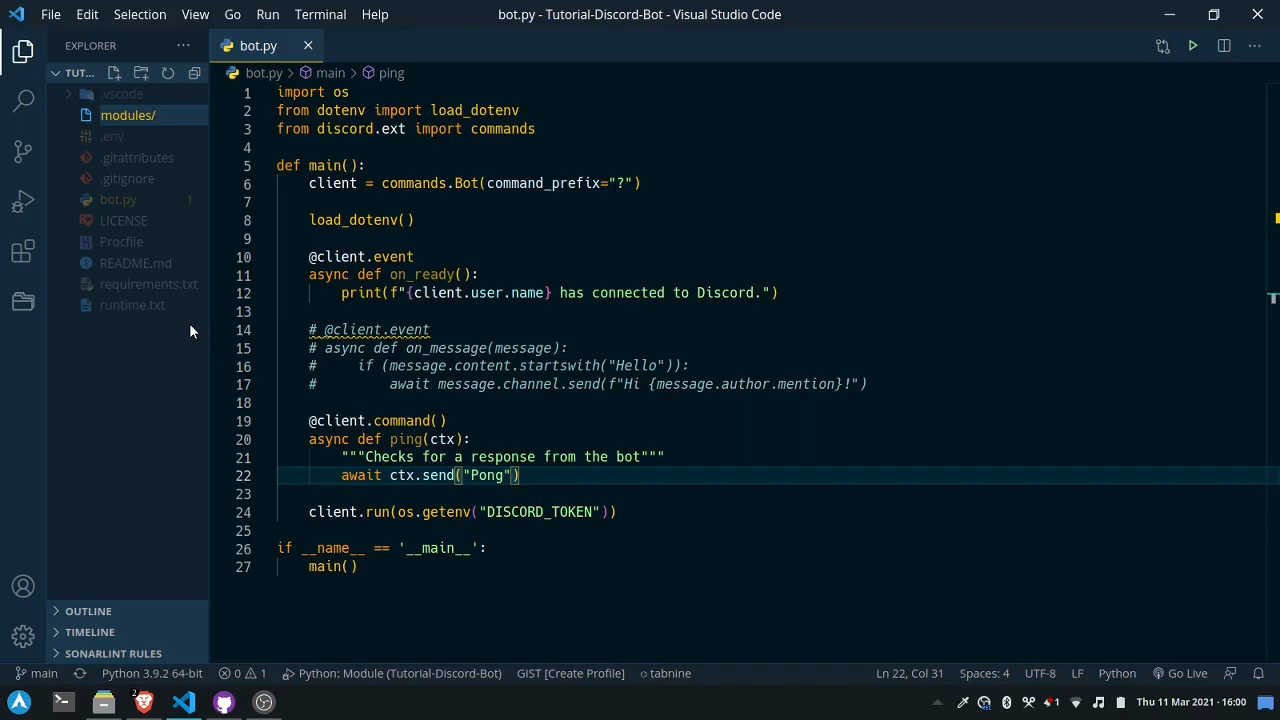 File Edit Selection View Go Run Terminal Help
bot.py - Tutorial-Discord-Bot - Visual Studio Code
EXPLORER
TUT...
.vscode
modules/
.env
.gitattributes
.gitignore
bot.py 1
LICENSE
Procfile
README.md
requirements.txt
runtime.txt
OUTLINE
TIMELINE
SONARLINT RULES
bot.py
bot.py > main > ping
1 import os
2 from dotenv import load_dotenv
3 from discord.ext import commands
4
5 def main():
6 client = commands.Bot(command_prefix="?")
7
8 load_dotenv()
9
10 @client.event
11 async def on_ready():
12 print(f"{client.user.name} has connected to Discord.")
13
14 # @client.event
15 # async def on_message(message):
16 # if (message.content.startswith("Hello")):
17 # await message.channel.send(f"Hi {message.author.mention}!")
18
19 @client.command()
20 async def ping(ctx):
21 """Checks for a response from the bot"""
22 await ctx.send("Pong")
23
24 client.run(os.getenv("DISCORD_TOKEN"))
25
26 if __name__ == '__main__':
27 main()
main Python 3.9.2 64-bit 0 1 Python: Module (Tutorial-Discord-Bot) GIST [Create Profile] tabnine Ln 22, Col 31 Spaces: 4 UTF-8 LF Python Go Live
2 1 Thu 11 Mar 2021 - 16:00